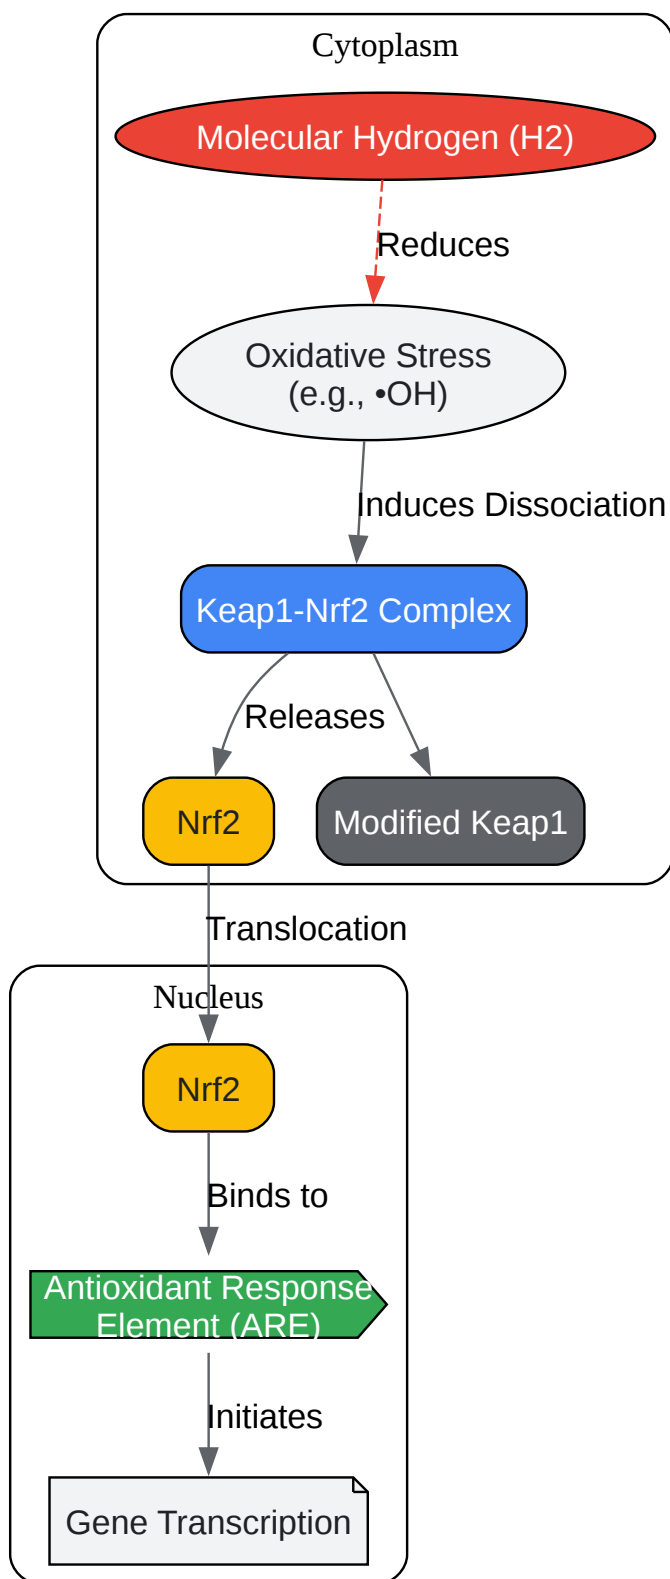 Cytoplasm
Molecular Hydrogen (H2)
Reduces
Oxidative Stress
(e.g., •OH)
Induces Dissociation
Keap1-Nrf2 Complex
Releases
Nrf2
Modified Keap1
Translocation
Nucleus
Nrf2
Binds to
Antioxidant Response
Element (ARE)
Initiates
Gene Transcription